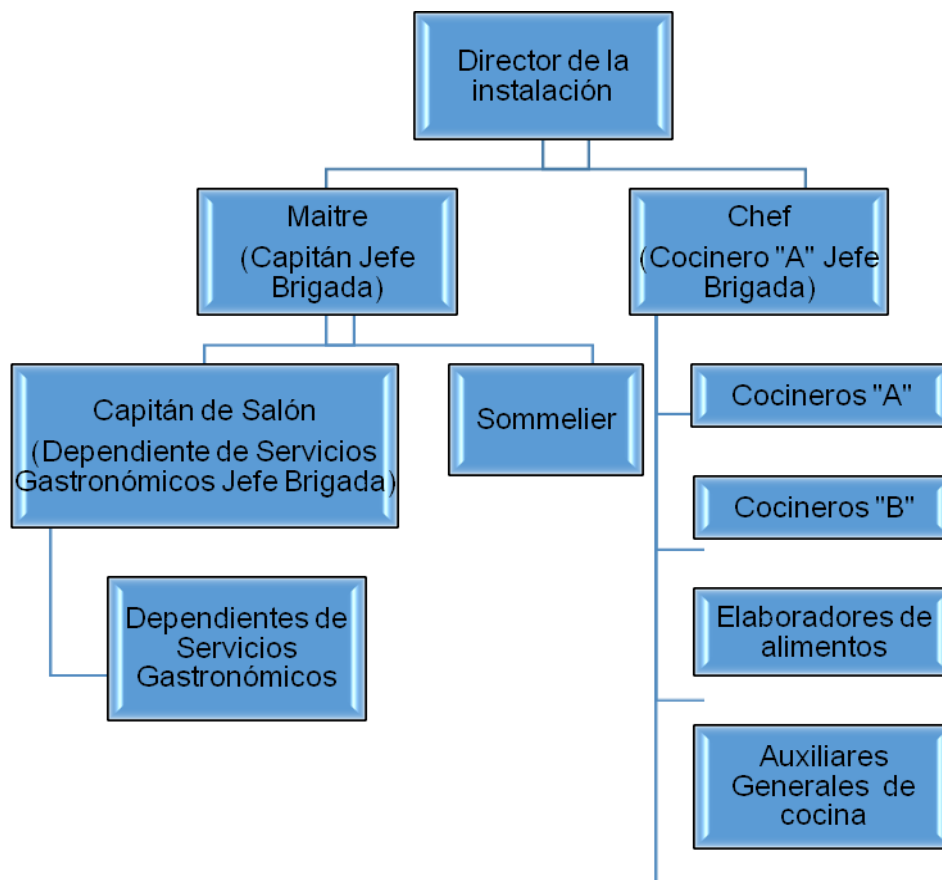 Director de la
instalación
Maitre
(Capitán Jefe
Brigada)
Chef
(Cocinero "A" Jefe
Brigada)
Capitán de Salón
(Dependiente de Servicios
Gastronómicos Jefe Brigada)
Sommelier
Dependientes de
Servicios
Gastronómicos
Cocineros "A"
Cocineros "B"
Elaboradores de
alimentos
Auxiliares
Generales de
cocina